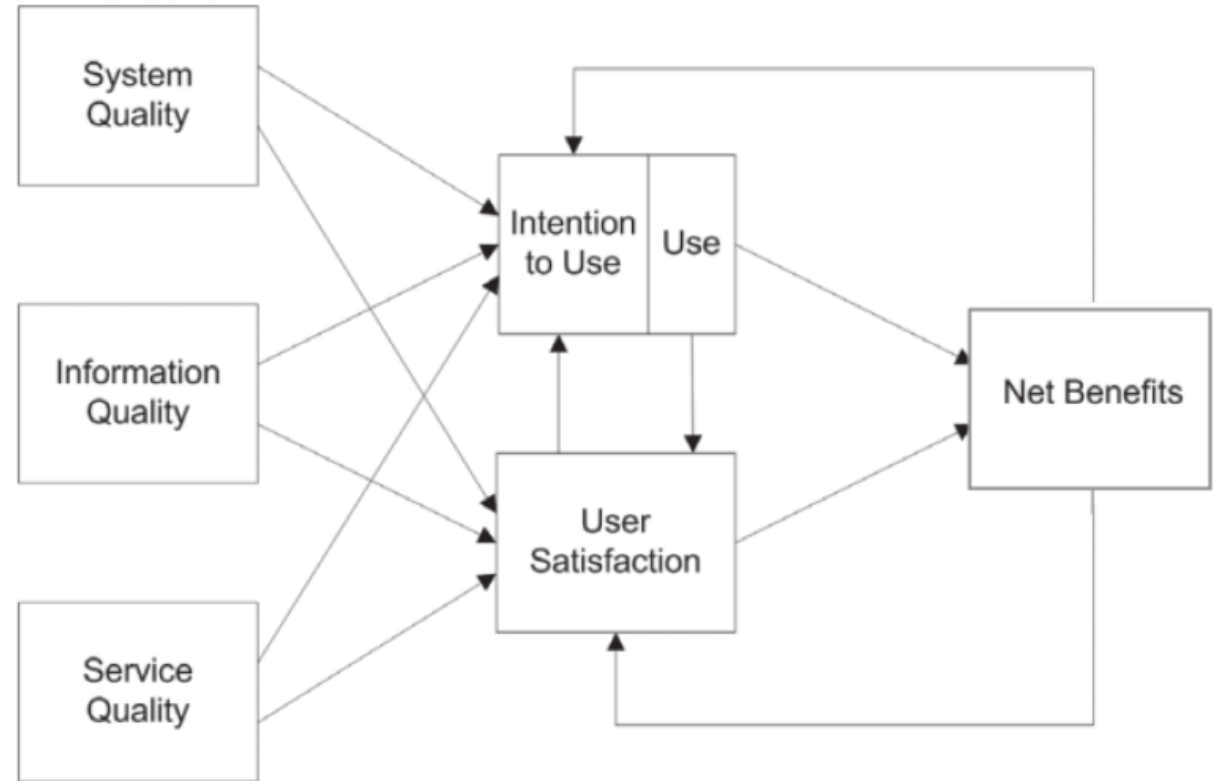 System
Quality
Intention
to Use
Use
Information
Quality
Net Benefits
User
Satisfaction
Service
Quality